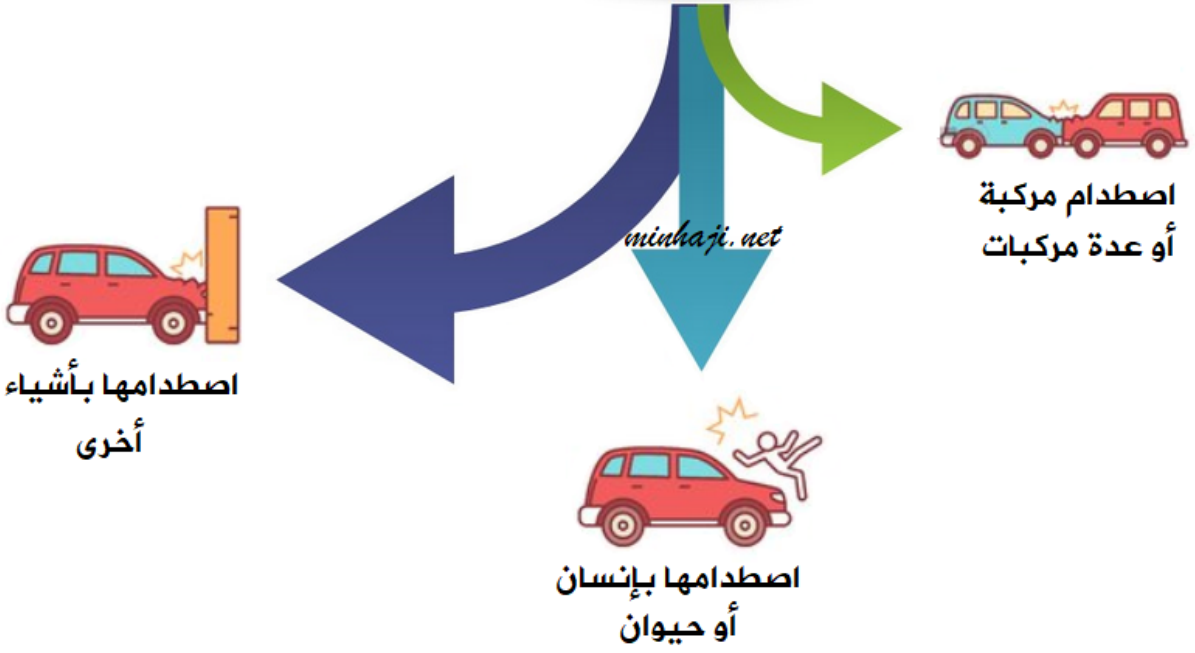 اصطدام مركبة
أو عدة مركبات
minhaji.net
اصطدامها بأشياء
أخرى
اصطدامها بإنسان
أو حيوان